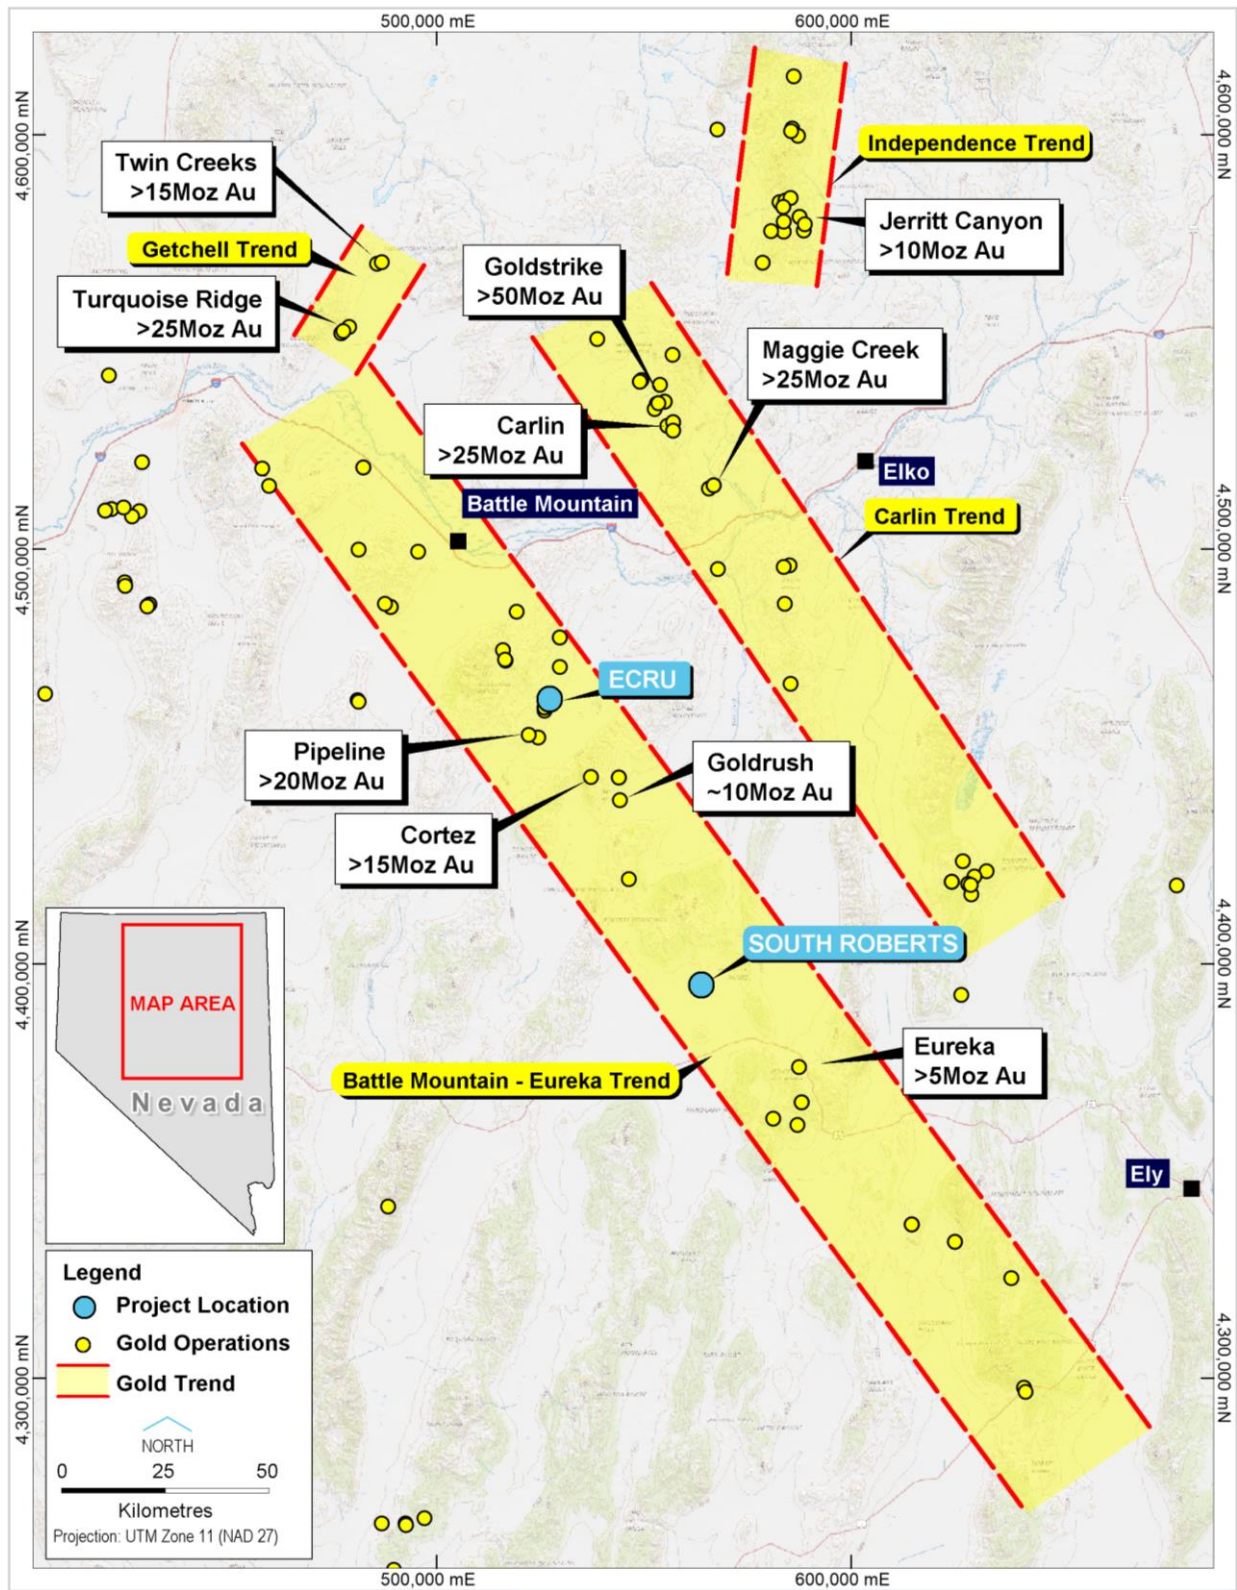 500,000 mE
600,000 mE
4,600,000 mN
4,600,000 mN
Twin Creeks
>15Moz Au
Independence Trend
Getchell Trend
Jerritt Canyon
>10Moz Au
Goldstrike
>50Moz Au
Turquoise Ridge
>25Moz Au
Maggie Creek
>25Moz Au
Carlin
>25Moz Au
Elko
Battle Mountain
Carlin Trend
4,500,000 mN
4,500,000 mN
ECRU
Pipeline
>20Moz Au
Goldrush
~10Moz Au
Cortez
>15Moz Au
SOUTH ROBERTS
4,400,000 mN
4,400,000 mN
MAP AREA
Nevada
Eureka
>5Moz Au
Battle Mountain - Eureka Trend
Ely
Legend
Project Location
Gold Operations
Gold Trend
NORTH
0 25 50
Kilometres
Projection: UTM Zone 11 (NAD 27)
4,300,000 mN
4,300,000 mN
500,000 mE
600,000 mE